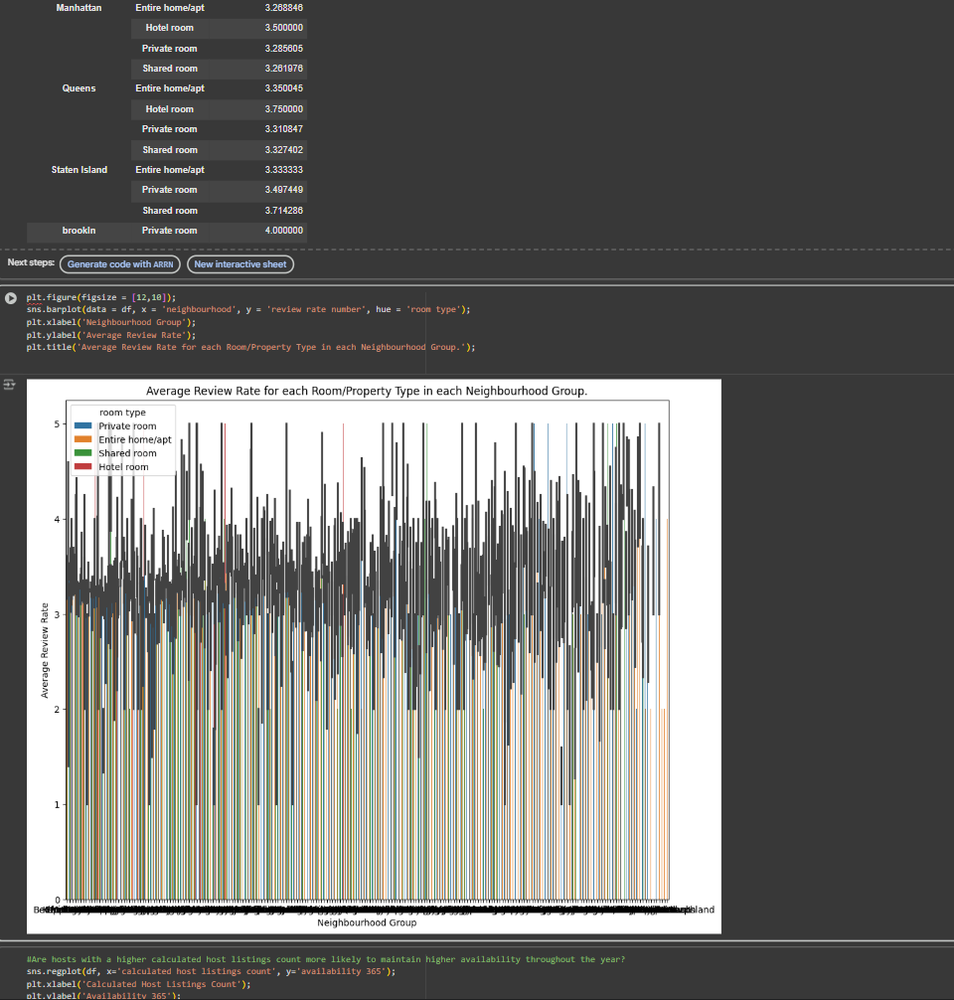 Manhattan Entire home/apt 3.268846
Hotel room 3.500000
Private room 3.285605
Shared room 3.261976
Queens Entire home/apt 3.350045
Hotel room 3.750000
Private room 3.310847
Shared room 3.327402
Staten Island Entire home/apt 3.333333
Private room 3.497449
Shared room 3.714286
brookln Private room 4.000000
Next steps: Generate code with ARRN New interactive sheet
plt.figure(figsize = [12,10]);
sns.barplot(data = df, x = 'neighbourhood', y = 'review rate number', hue = 'room type');
plt.xlabel('Neighbourhood Group');
plt.ylabel('Average Review Rate');
plt.title('Average Review Rate for each Room/Property Type in each Neighbourhood Group.');
Average Review Rate for each Room/Property Type in each Neighbourhood Group.
room type
Private room
Entire home/apt
Shared room
Hotel room
5
4
3
2
1
0
Average Review Rate
Neighbourhood Group
#Are hosts with a higher calculated host listings count more likely to maintain higher availability throughout the year?
sns.regplot(df, x='calculated host listings count', y='availability 365');
plt.xlabel('Calculated Host Listings Count');
plt.ylabel('Availability 365');